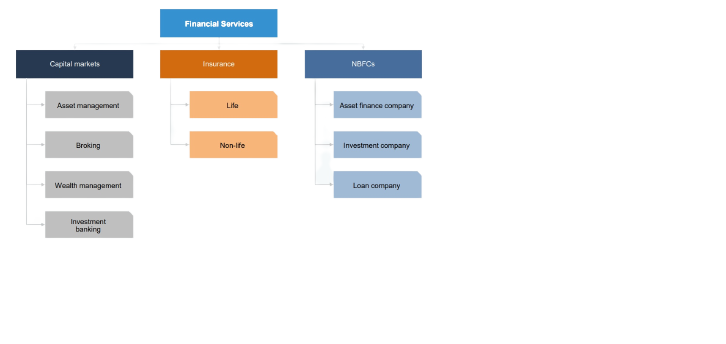 Financial Services
Capital markets
Insurance
NBFCs
Asset management
Life
Asset finance company
Broking
Non-life
Investment company
Wealth management
Loan company
Investment
banking